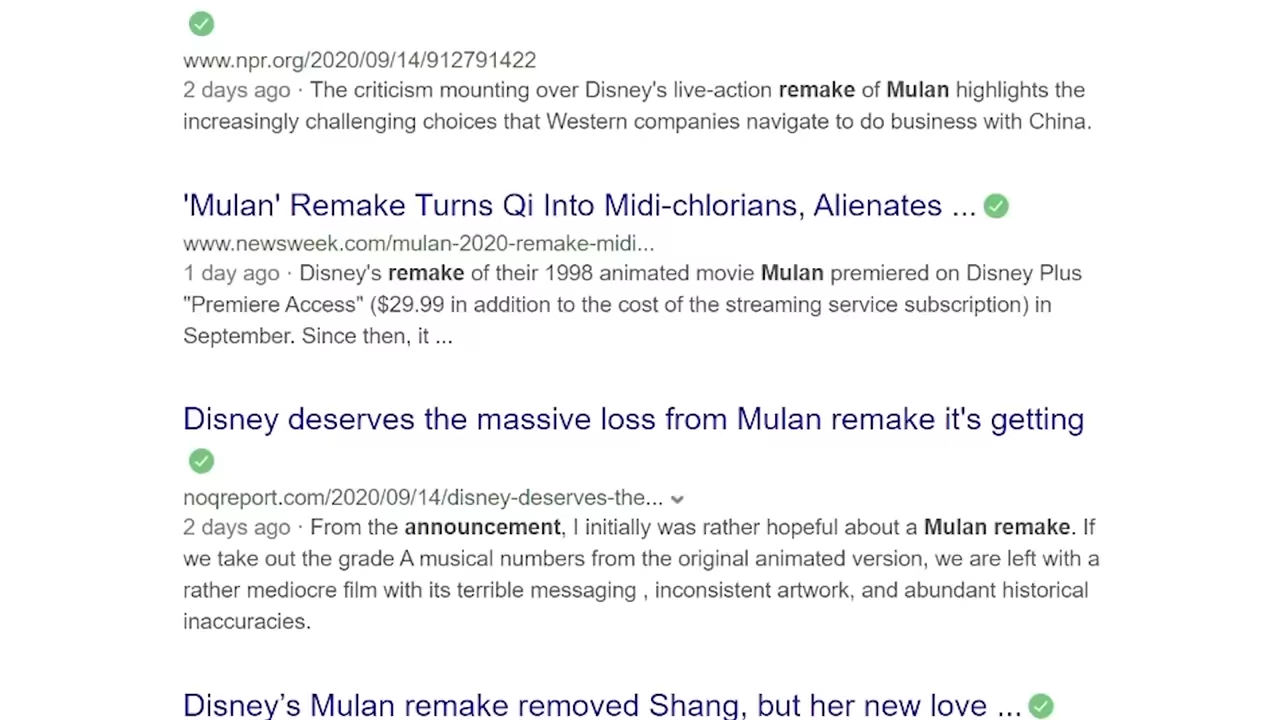 www.npr.org/2020/09/14/912791422
2 days ago · The criticism mounting over Disney's live-action remake of Mulan highlights the
increasingly challenging choices that Western companies navigate to do business with China.
'Mulan' Remake Turns Qi Into Midi-chlorians, Alienates ...
www.newsweek.com/mulan-2020-remake-midi...
1 day ago · Disney's remake of their 1998 animated movie Mulan premiered on Disney Plus
"Premiere Access" ($29.99 in addition to the cost of the streaming service subscription) in
September. Since then, it ...
Disney deserves the massive loss from Mulan remake it's getting
noqreport.com/2020/09/14/disney-deserves-the...
2 days ago · From the announcement, I initially was rather hopeful about a Mulan remake. If
we take out the grade A musical numbers from the original animated version, we are left with a
rather mediocre film with its terrible messaging , inconsistent artwork, and abundant historical
inaccuracies.
Disney’s Mulan remake removed Shang, but her new love ...